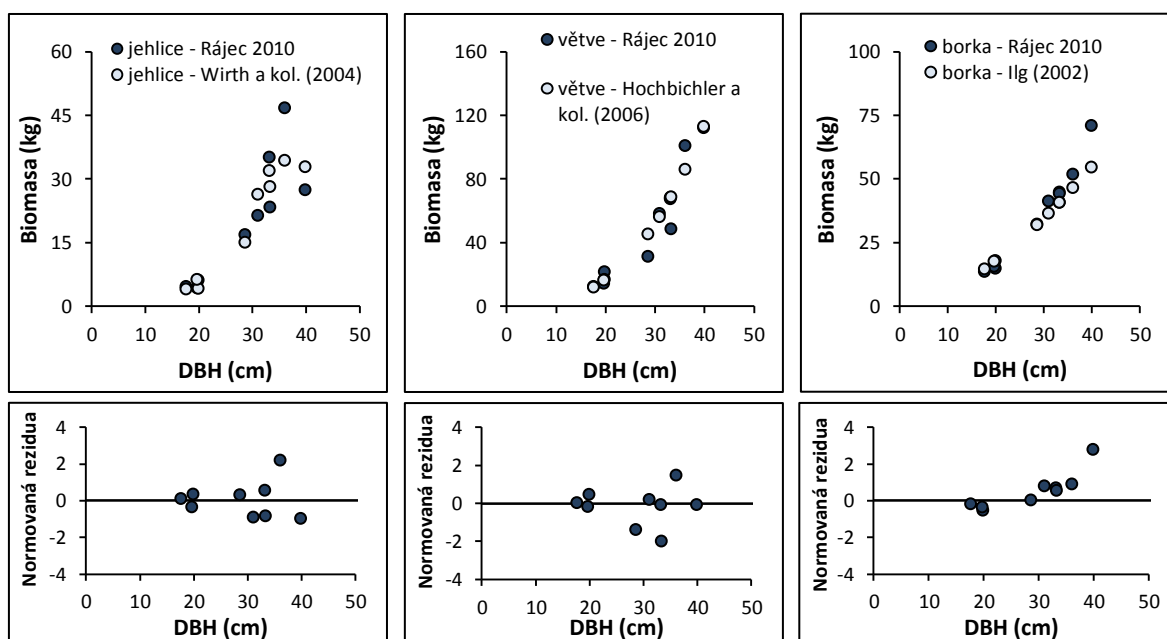 60
45
30
15
0
Biomasa (kg)
jehlice - Rájec 2010
jehlice - Wirth a kol. (2004)
0 10 20 30 40 50
DBH (cm)
160
120
80
40
0
Biomasa (kg)
větve - Rájec 2010
větve - Hochbichler a
kol. (2006)
0 10 20 30 40 50
DBH (cm)
100
75
50
25
0
Biomasa (kg)
borka - Rájec 2010
borka - Ilg (2002)
0 10 20 30 40 50
DBH (cm)
4
2
0
-2
-4
Normovaná rezidua
0 10 20 30 40 50
DBH (cm)
4
2
0
-2
-4
Normovaná rezidua
0 10 20 30 40 50
DBH (cm)
4
2
0
-2
-4
Normovaná rezidua
0 10 20 30 40 50
DBH (cm)